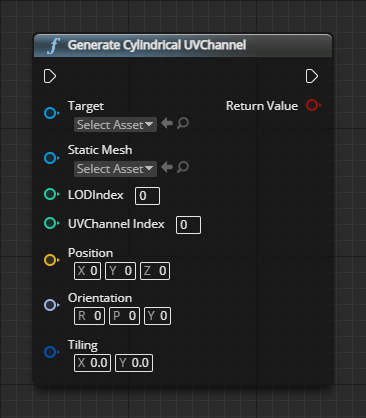 f Generate Cylindrical UVChannel
Target Return Value
Select Asset
Static Mesh
Select Asset
LODIndex 0
UVChannel Index 0
Position
X 0 Y 0 Z 0
Orientation
R 0 P 0 Y 0
Tiling
X 0.0 Y 0.0